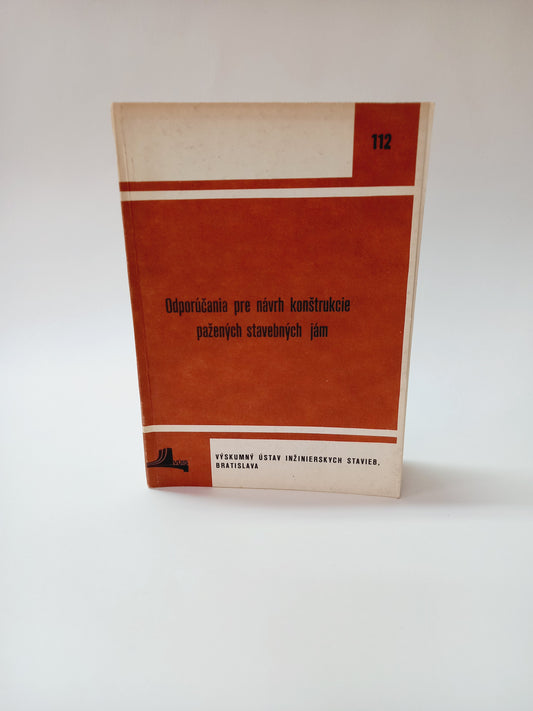 112
Odporúčania pre návrh konštrukcie
pažených stavebných jám
VÝSKUMNÝ ÚSTAV INŽINIERSKYCH STAVIEB,
BRATISLAVA